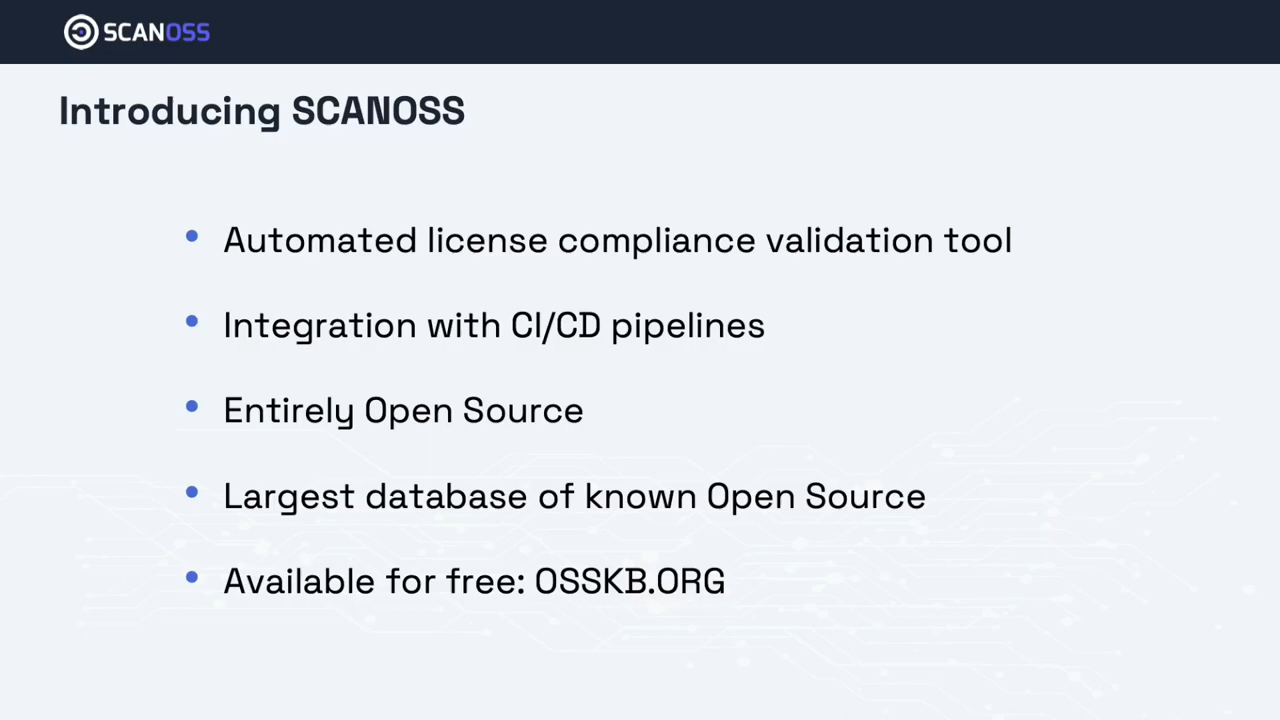 SCANOSS
Introducing SCANOSS
• Automated license compliance validation tool
• Integration with CI/CD pipelines
• Entirely Open Source
• Largest database of known Open Source
• Available for free: OSSKB.ORG